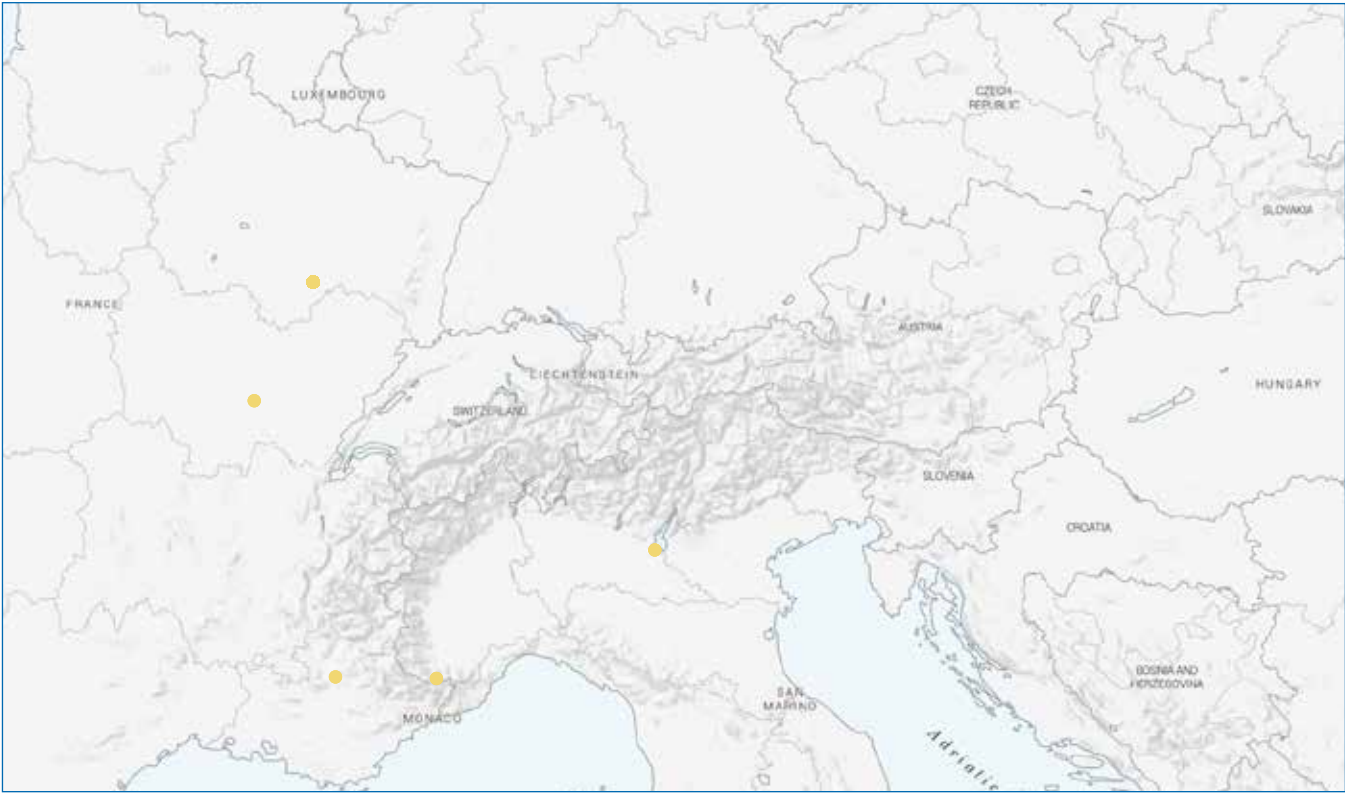 LUXEMBOURG
CZECH
REPUBLIC
SLOVAKIA
FRANCE
AUSTRIA
LIECHTENSTEIN
HUNGARY
SWITZERLAND
SLOVENIA
CROATIA
BOSNIA AND
HERZEGOVINA
SAN
MARINO
MONACO
Adriatic